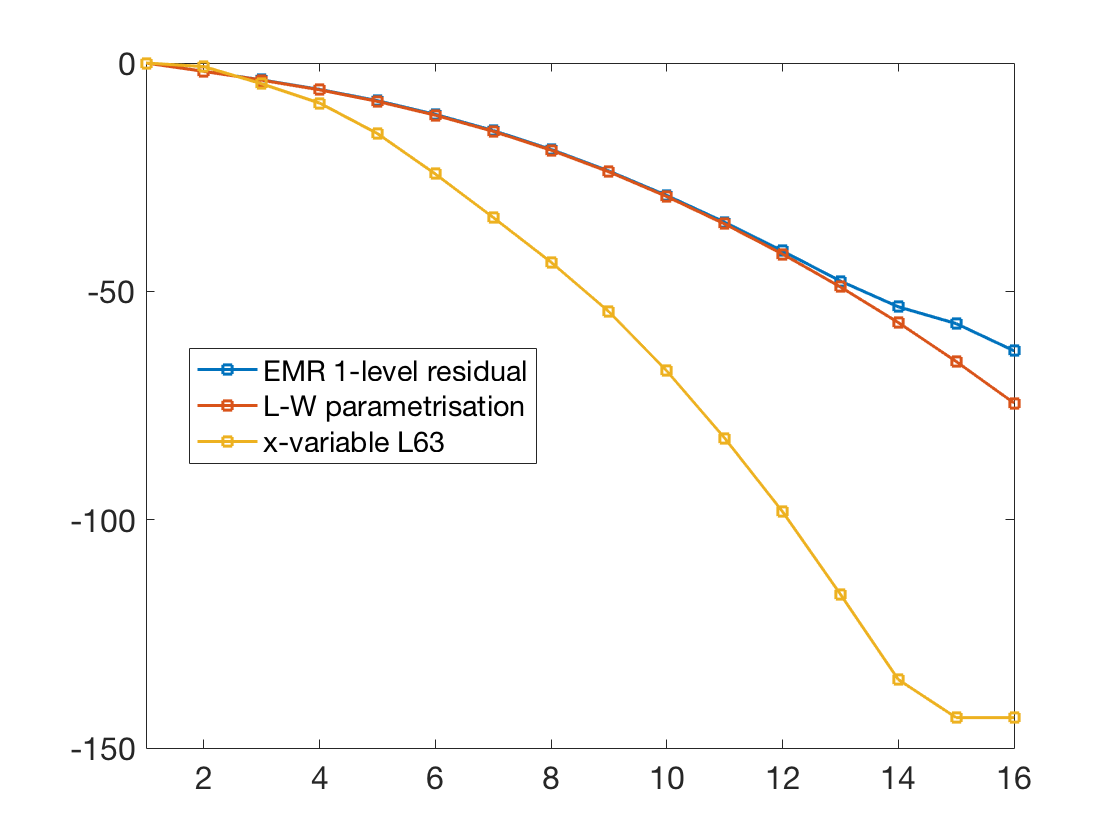 0
-50
-100
-150
EMR 1-level residual
L-W parametrisation
x-variable L63
2 4 6 8 10 12 14 16